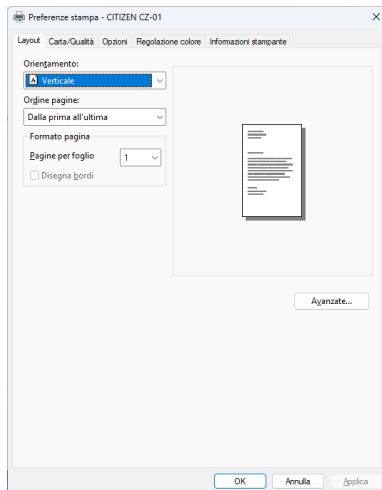 Preferenze stampa - CITIZEN CZ-01
Layout Carta/Qualità Opzioni Regolazione colore Informazioni stampante
Orientamento:
A Verticale
Ordine pagine:
Dalla prima all'ultima
Formato pagina
Pagine per foglio 1
Disegna bordi
Avanzate...
OK Annulla Applica